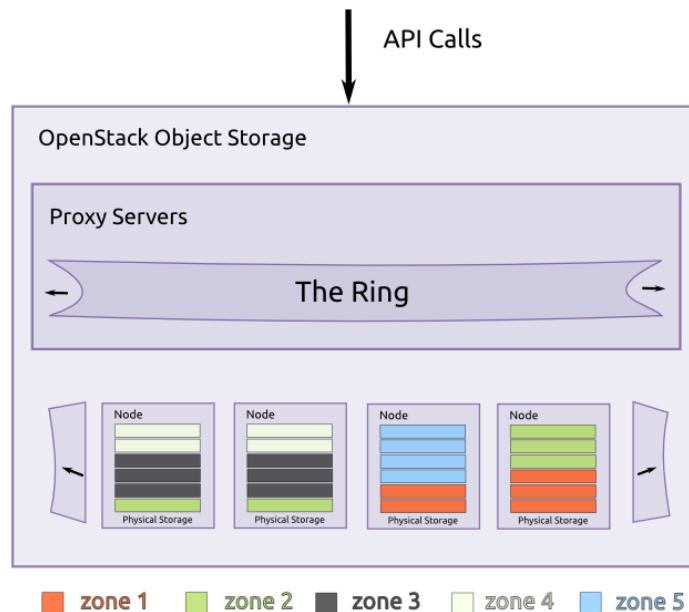 API Calls
OpenStack Object Storage
Proxy Servers
The Ring
Node
Node
Node
Node
Physical Storage
Physical Storage
Physical Storage
Physical Storage
zone 1
zone 2
zone 3
zone 4
zone 5